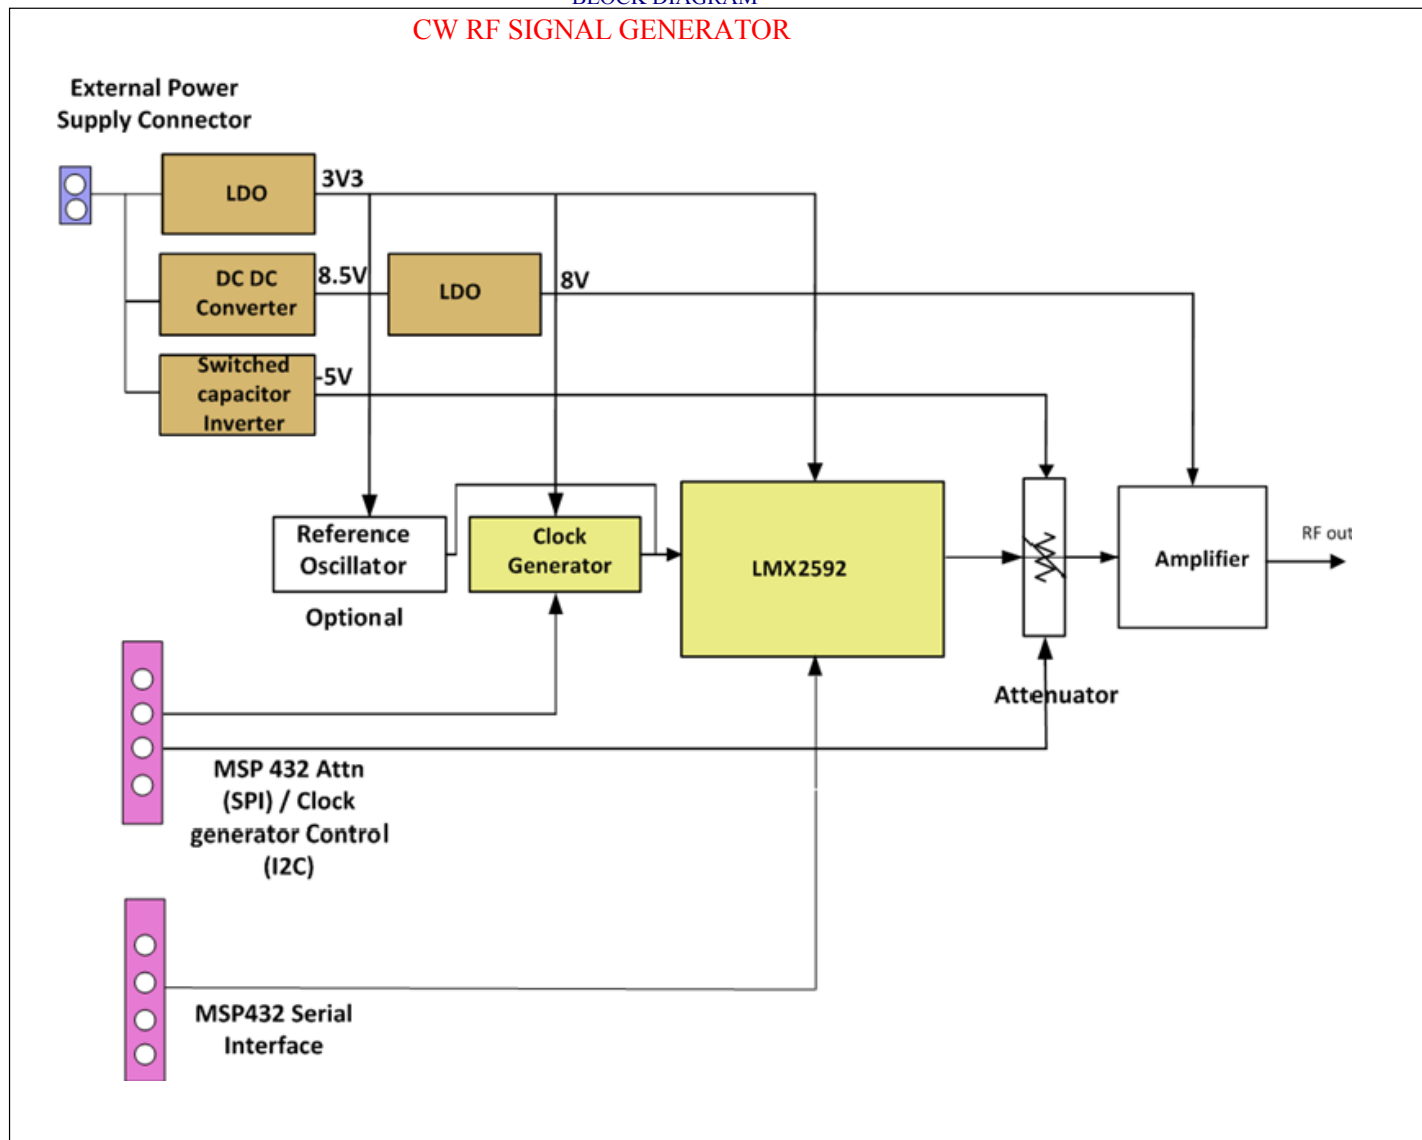 BLOCK DIAGRAM
CW RF SIGNAL GENERATOR
External Power
Supply Connector
LDO
3V3
DC DC
Converter
8.5V
LDO
8V
Switched
capacitor
Inverter
-5V
Reference
Oscillator
Optional
Clock
Generator
LMX2592
Attenuator
Amplifier
RF out
MSP 432 Attn
(SPI) / Clock
generator Control
(I2C)
MSP432 Serial
Interface